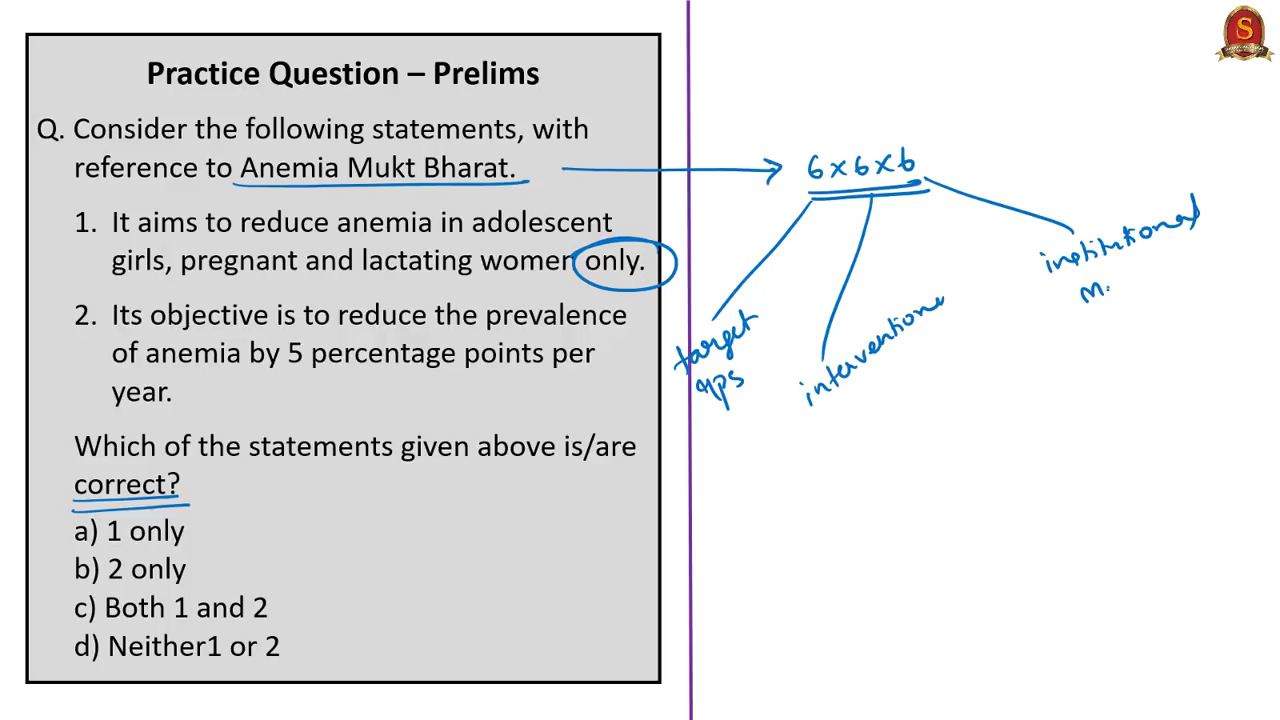 Practice Question – Prelims
Q. Consider the following statements, with
reference to Anemia Mukt Bharat.
1. It aims to reduce anemia in adolescent
girls, pregnant and lactating women only.
2. Its objective is to reduce the prevalence
of anemia by 5 percentage points per
year.
Which of the statements given above is/are
correct?
a) 1 only
b) 2 only
c) Both 1 and 2
d) Neither1 or 2
6x6x6
target
gps
interventions
institutional
M.
S